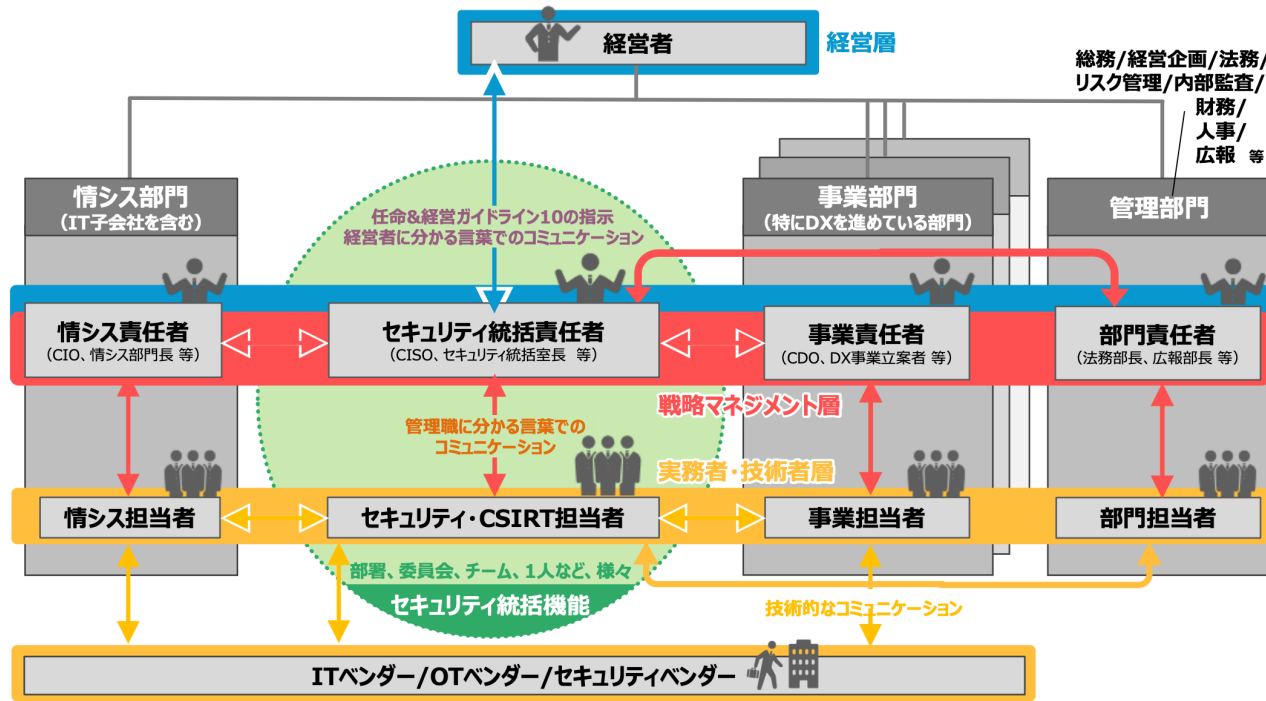 経営者
経営層
総務/経営企画/法務/
リスク管理/内部監査/
財務/
人事/
広報 等
情シス部門
（IT子会社を含む）
事業部門
（特にDXを進めている部門）
管理部門
任命&経営ガイドライン10の指示
経営者に分かる言葉でのコミュニケーション
情シス責任者
（CIO、情シス部門長 等）
セキュリティ統括責任者
（CISO、セキュリティ統括室長 等）
事業責任者
（CDO、DX事業立案者 等）
部門責任者
（法務部長、広報部長 等）
戦略マネジメント層
管理職に分かる言葉での
コミュニケーション
実務者・技術者層
情シス担当者
セキュリティ・CSIRT担当者
事業担当者
部門担当者
部署、委員会、チーム、1人など、様々
セキュリティ統括機能
技術的なコミュニケーション
ITベンダー/OTベンダー/セキュリティベンダー